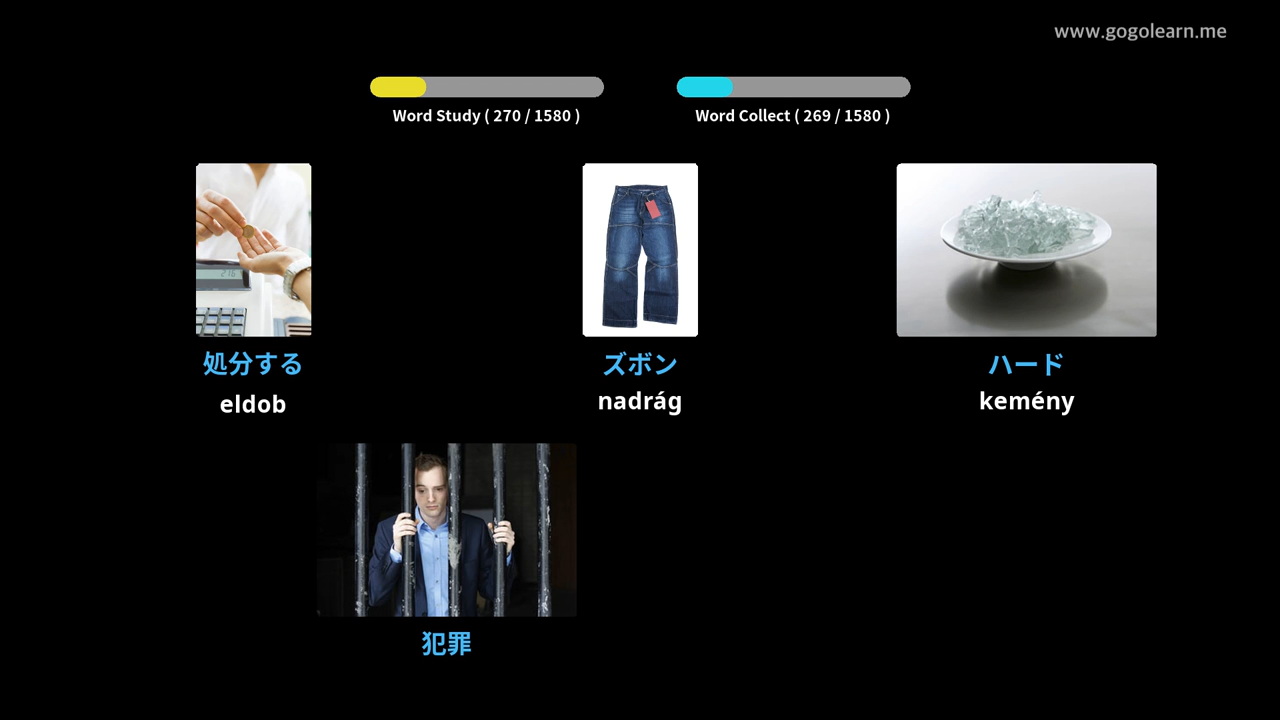 www.gogolearn.me
Word Study ( 270 / 1580 )
Word Collect ( 269 / 1580 )
処分する
eldob
ズボン
nadrág
ハード
kemény
犯罪